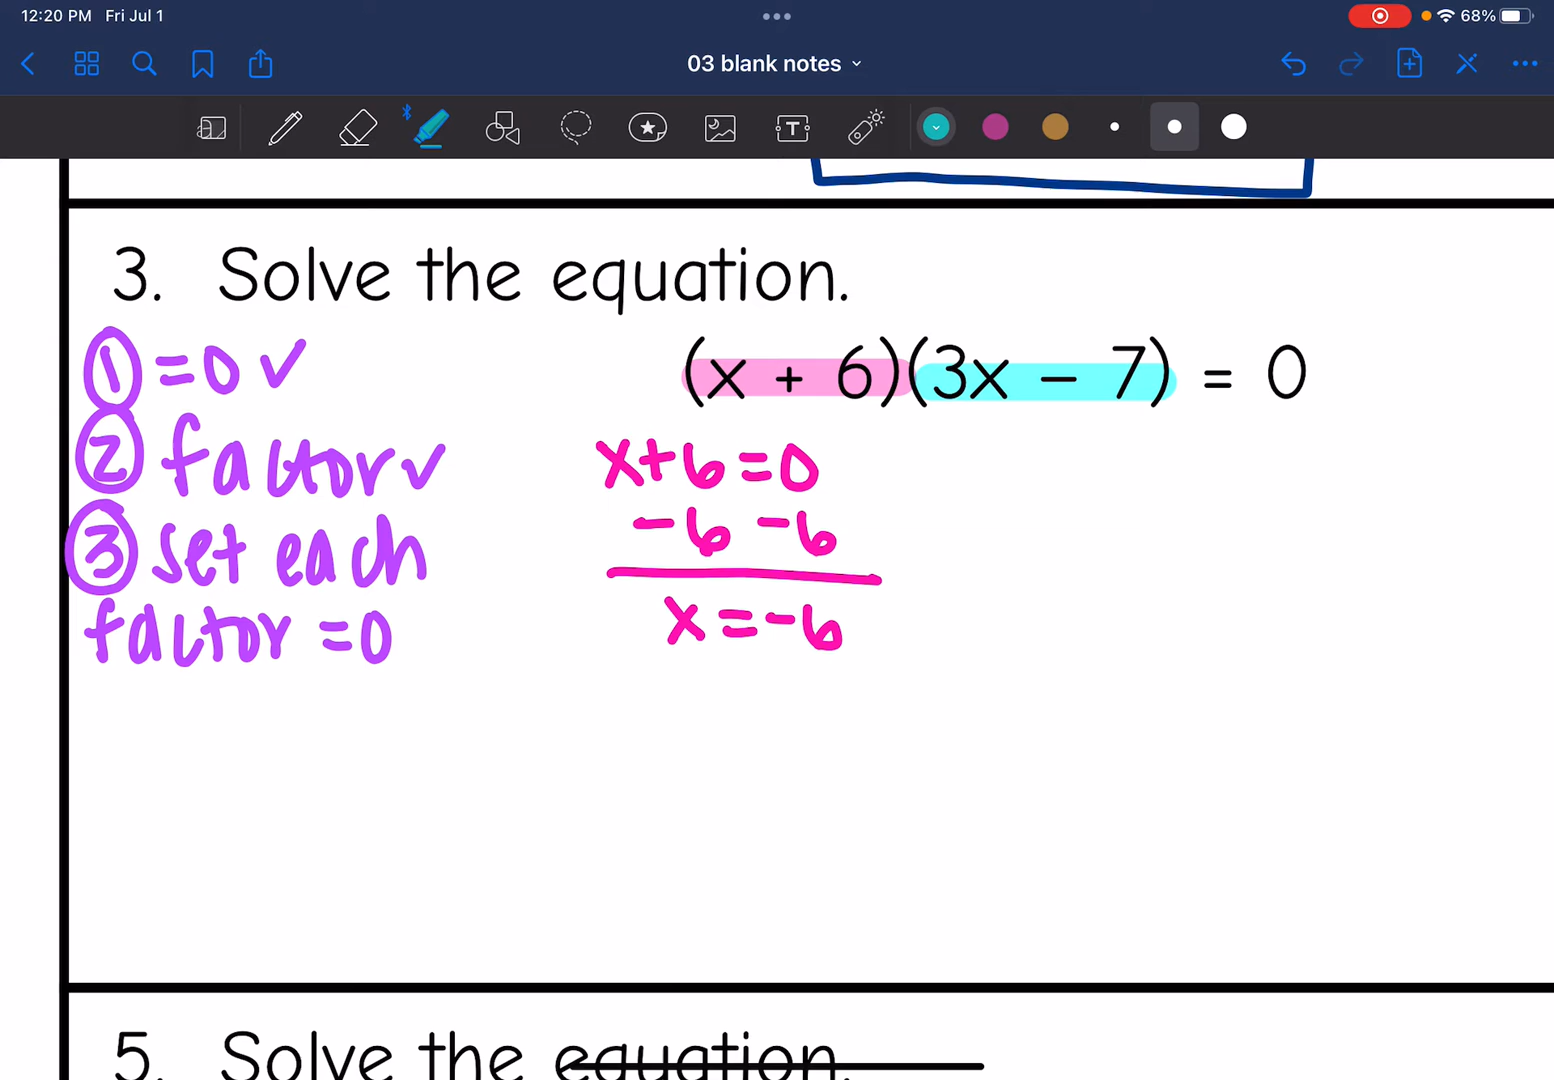 12:20 PM Fri Jul 1
68%
03 blank notes
3. Solve the equation.
(x + 6)(3x − 7) = 0
① = 0 ✓
② factor ✓
③ set each
factor = 0
x + 6 = 0
− 6 − 6
x = −6
5. Solve the equation.